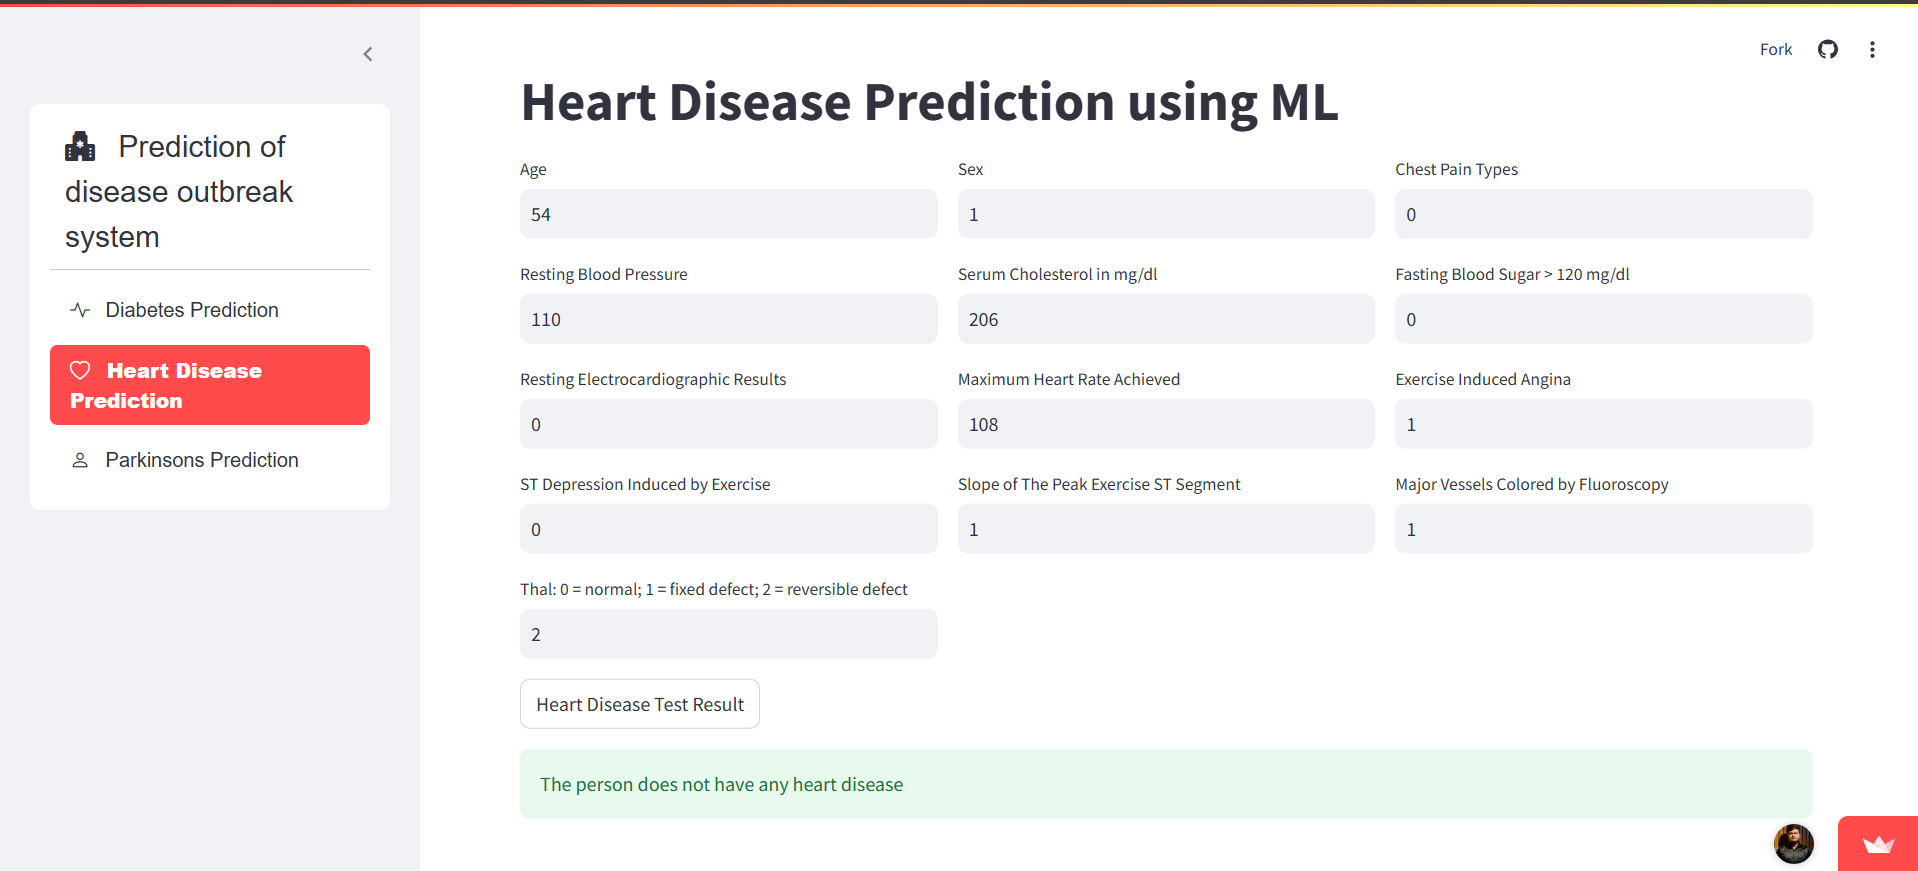 Prediction of
disease outbreak
system
Diabetes Prediction
Heart Disease
Prediction
Parkinsons Prediction
Fork
Heart Disease Prediction using ML
Age
Sex
Chest Pain Types
54
1
0
Resting Blood Pressure
Serum Cholesterol in mg/dl
Fasting Blood Sugar > 120 mg/dl
110
206
0
Resting Electrocardiographic Results
Maximum Heart Rate Achieved
Exercise Induced Angina
0
108
1
ST Depression Induced by Exercise
Slope of The Peak Exercise ST Segment
Major Vessels Colored by Fluoroscopy
0
1
1
Thal: 0 = normal; 1 = fixed defect; 2 = reversible defect
2
Heart Disease Test Result
The person does not have any heart disease